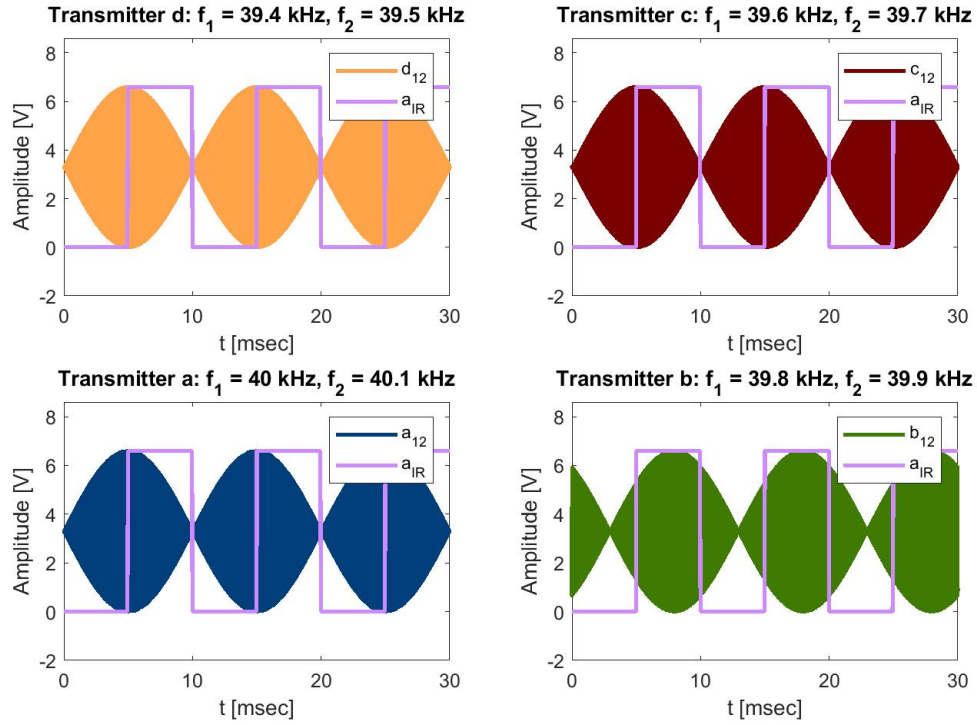 Transmitter d: f₁ = 39.4 kHz, f₂ = 39.5 kHz
8
6
4
2
0
-2
Amplitude [V]
0
10
20
30
t [msec]
d₁₂
a_IR
Transmitter c: f₁ = 39.6 kHz, f₂ = 39.7 kHz
8
6
4
2
0
-2
Amplitude [V]
0
10
20
30
t [msec]
c₁₂
a_IR
Transmitter a: f₁ = 40 kHz, f₂ = 40.1 kHz
8
6
4
2
0
-2
Amplitude [V]
0
10
20
30
t [msec]
a₁₂
a_IR
Transmitter b: f₁ = 39.8 kHz, f₂ = 39.9 kHz
8
6
4
2
0
-2
Amplitude [V]
0
10
20
30
t [msec]
b₁₂
a_IR